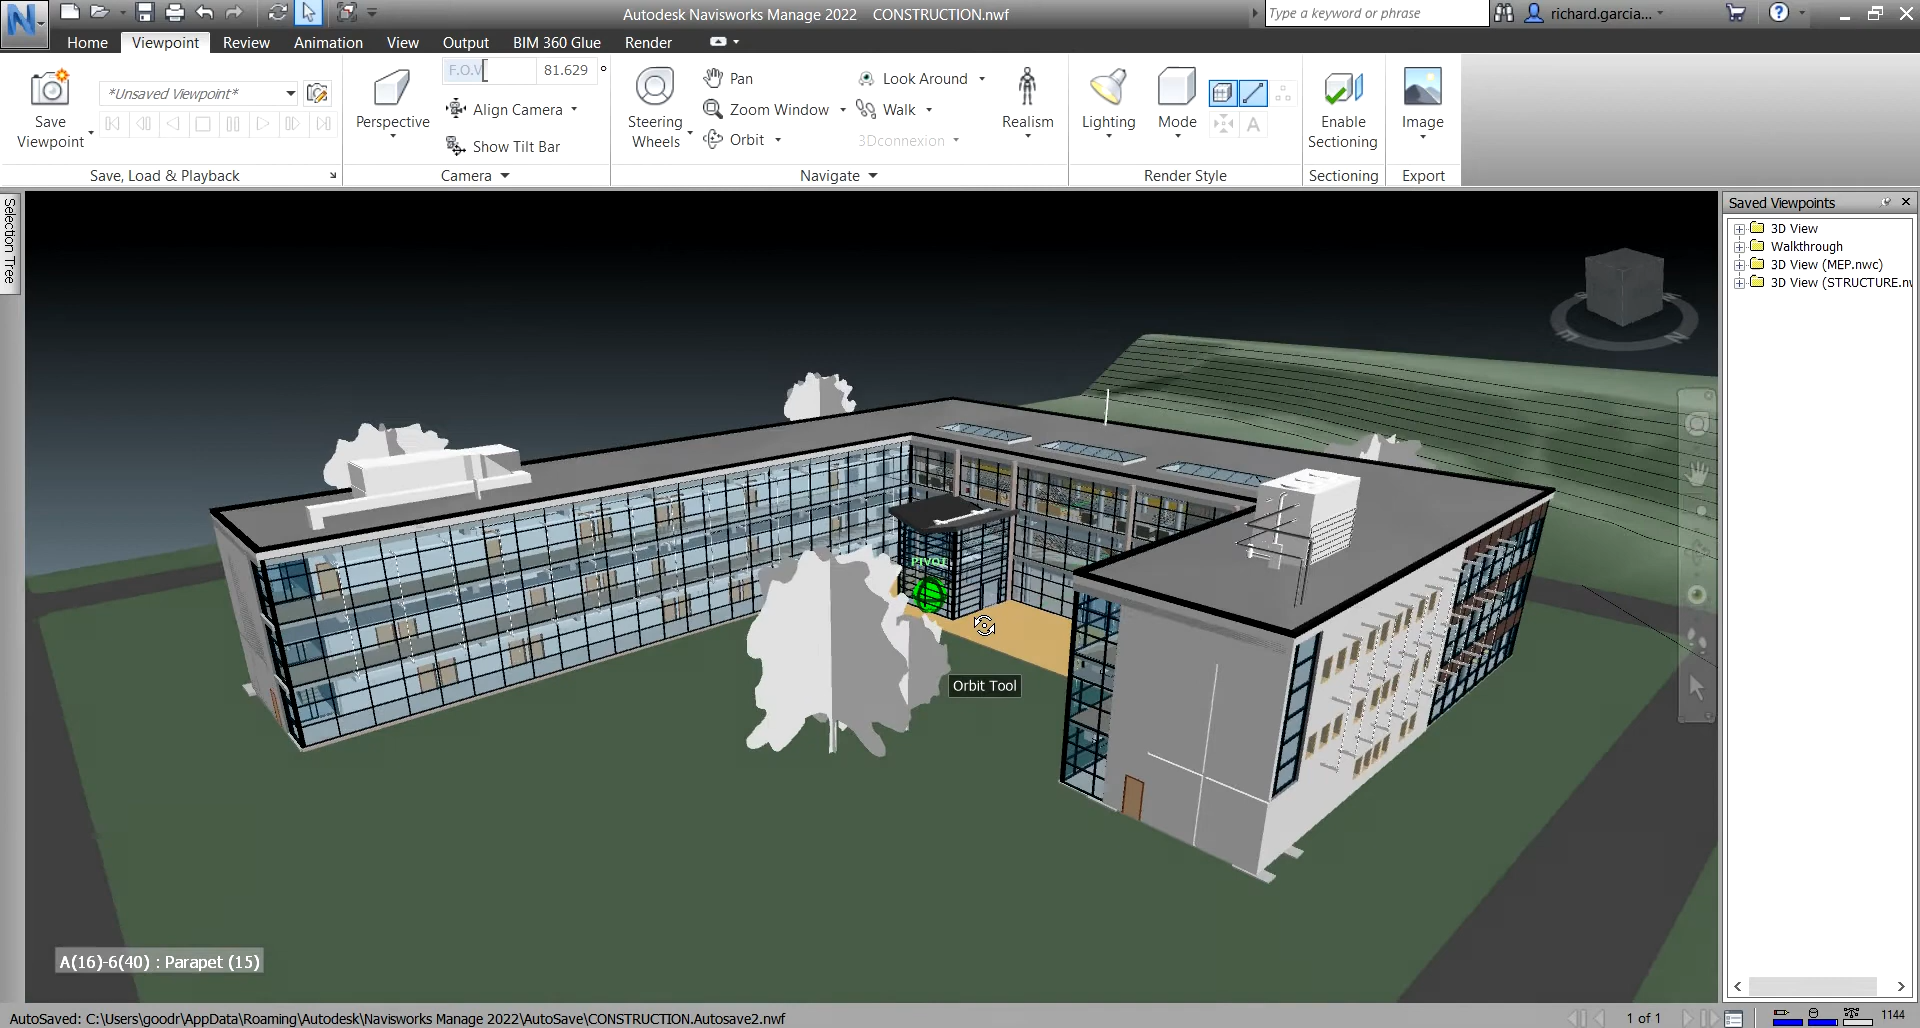 Autodesk Navisworks Manage 2022 CONSTRUCTION.nwf
Type a keyword or phrase
richard.garcia...
Home Viewpoint Review Animation View Output BIM 360 Glue Render
Save Viewpoint
*Unsaved Viewpoint*
Save, Load & Playback
Perspective
F.O.V 81.629 °
Align Camera
Show Tilt Bar
Camera
Steering Wheels
Pan
Zoom Window
Orbit
Look Around
Walk
3Dconnexion
Realism
Navigate
Lighting
Mode
A
Render Style
Enable Sectioning
Sectioning
Image
Export
Selection Tree
Saved Viewpoints
3D View
Walkthrough
3D View (MEP.nwc)
3D View (STRUCTURE.nw
PIVOT
Orbit Tool
A(16)-6(40) : Parapet (15)
AutoSaved: C:\Users\goodr\AppData\Roaming\Autodesk\Navisworks Manage 2022\AutoSave\CONSTRUCTION.Autosave2.nwf
1 of 1
1144